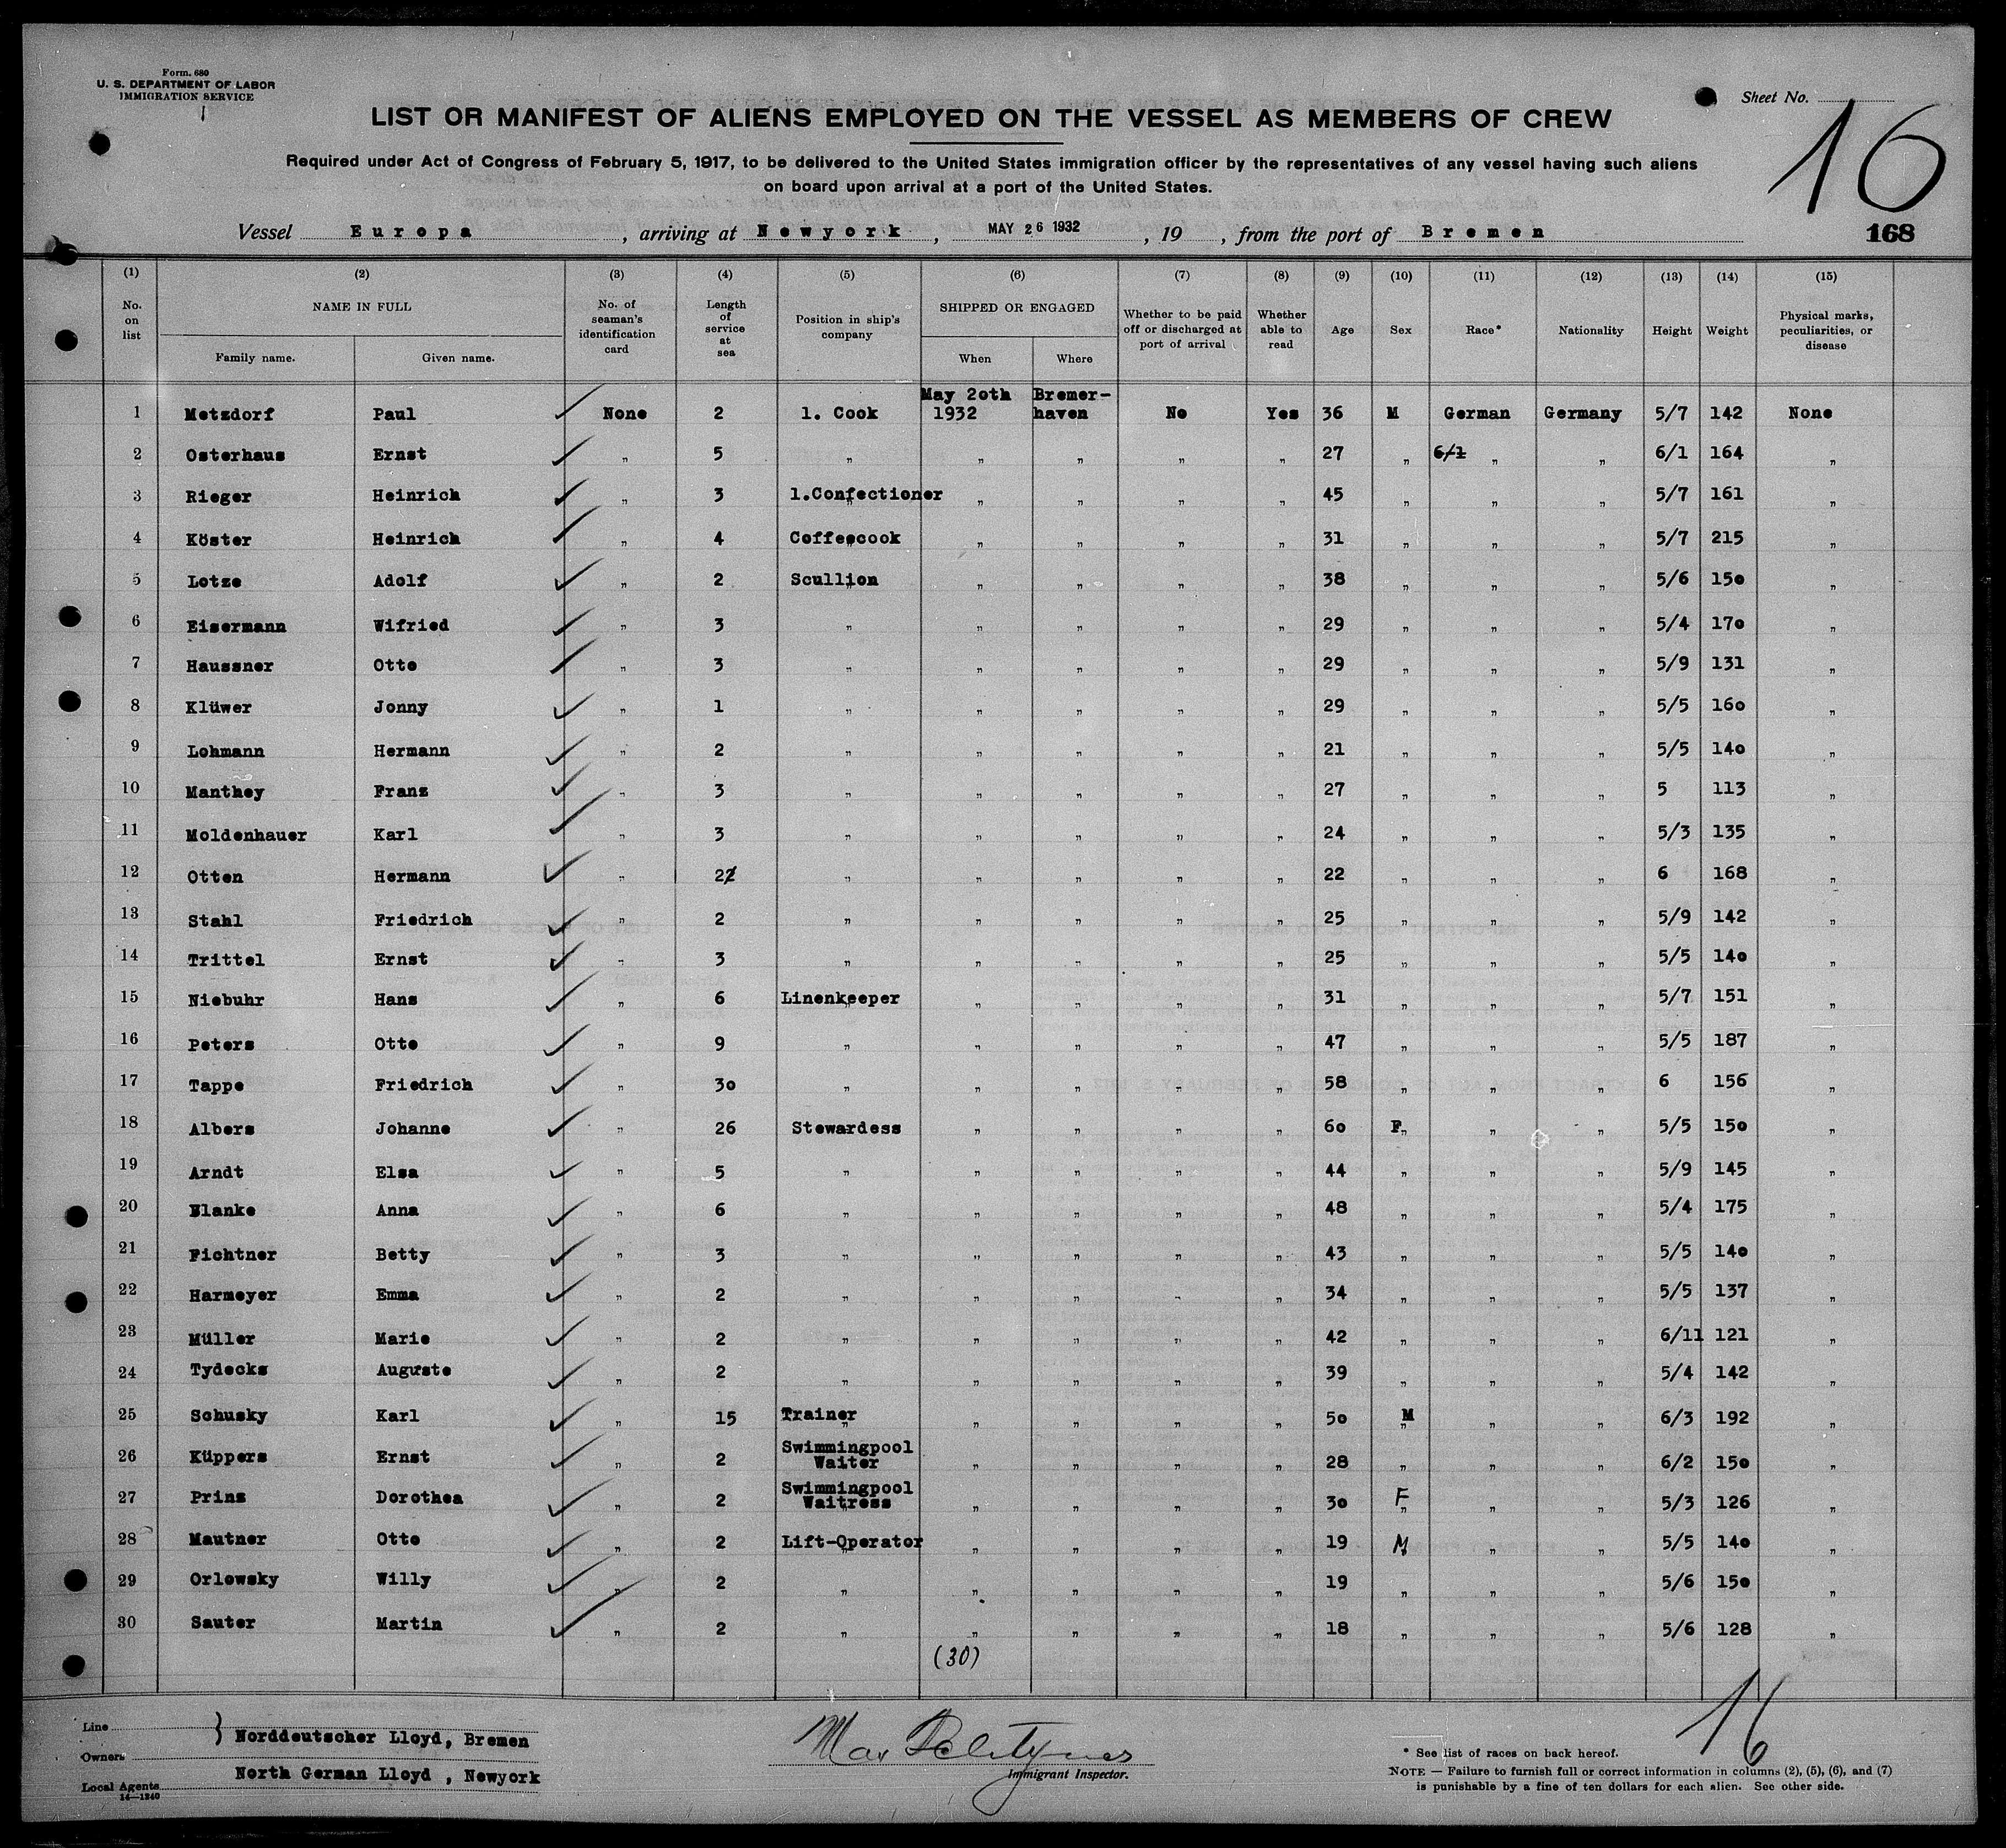 Form. 680
U. S. DEPARTMENT OF LABOR
IMMIGRATION SERVICE
Sheet No.
16
LIST OR MANIFEST OF ALIENS EMPLOYED ON THE VESSEL AS MEMBERS OF CREW
Required under Act of Congress of February 5, 1917, to be delivered to the United States immigration officer by the representatives of any vessel having such aliens
on board upon arrival at a port of the United States.
Vessel Europa, arriving at Newyork, MAY 26 1932, 19 , from the port of Bremen
168
(1) (2) (3) (4) (5) (6) (7) (8) (9) (10) (11) (12) (13) (14) (15)
No. on list NAME IN FULL Family name. Given name. No. of seaman's identification card Length of service at sea Position in ship's company SHIPPED OR ENGAGED When Where Whether to be paid off or discharged at port of arrival Whether able to read Age Sex Race* Nationality Height Weight Physical marks, peculiarities, or disease
1 Metzdorf Paul None 2 1. Cook May 20th 1932 Bremer-haven No Yes 36 M German Germany 5/7 142 None
2 Osterhaus Ernst " 5 " " " " " 27 " 6/1 " " 6/1 164 "
3 Rieger Heinrich " 3 1.Confectioner " " " " 45 " " " 5/7 161 "
4 Köster Heinrich " 4 Coffeecook " " " " 31 " " " 5/7 215 "
5 Lotze Adolf " 2 Scullion " " " " 38 " " " 5/6 150 "
6 Eisermann Wifried " 3 " " " " " 29 " " " 5/4 170 "
7 Haussner Otto " 3 " " " " " 29 " " " 5/9 131 "
8 Klüwer Jonny " 1 " " " " " 29 " " " 5/5 160 "
9 Lohmann Hermann " 2 " " " " " 21 " " " 5/5 140 "
10 Manthey Franz " 3 " " " " " 27 " " " 5 113 "
11 Moldenhauer Karl " 3 " " " " " 24 " " " 5/3 135 "
12 Otten Hermann " 22 " " " " " 22 " " " 6 168 "
13 Stahl Friedrich " 2 " " " " " 25 " " " 5/9 142 "
14 Trittel Ernst " 3 " " " " " 25 " " " 5/5 140 "
15 Niebuhr Hans " 6 Linenkeeper " " " " 31 " " " 5/7 151 "
16 Peters Otto " 9 " " " " " 47 " " " 5/5 187 "
17 Tappe Friedrich " 30 " " " " " 58 " " " 6 156 "
18 Albers Johanne " 26 Stewardess " " " " 60 F " " 5/5 150 "
19 Arndt Elsa " 5 " " " " " 44 " " " 5/9 145 "
20 Blanke Anna " 6 " " " " " 48 " " " 5/4 175 "
21 Fichtner Betty " 3 " " " " " 43 " " " 5/5 140 "
22 Harmeyer Emma " 2 " " " " " 34 " " " 5/5 137 "
23 Müller Marie " 2 " " " " " 42 " " " 6/11 121 "
24 Tydecks Auguste " 2 " " " " " 39 " " " 5/4 142 "
25 Schusky Karl " 15 Trainer " " " " 50 M " " 6/3 192 "
26 Küppers Ernst " 2 Swimmingpool Waiter " " " " 28 " " " 6/2 150 "
27 Prinz Dorothea " 2 Swimmingpool Waitress " " " " 30 F " " 5/3 126 "
28 Mautner Otto " 2 Lift-Operator " " " " 19 M " " 5/5 140 "
29 Orlowsky Willy " 2 " " " " " 19 " " " 5/6 150 "
30 Sauter Martin " 2 " " " " " 18 " " " 5/6 128 "
(30)
16
Line
Owners
} Norddeutscher Lloyd, Bremen
Local Agents North German Lloyd , Newyork
14—1240
Max
Immigrant Inspector.
* See list of races on back hereof.
NOTE — Failure to furnish full or correct information in columns (2), (5), (6), and (7)
is punishable by a fine of ten dollars for each alien. See other side.